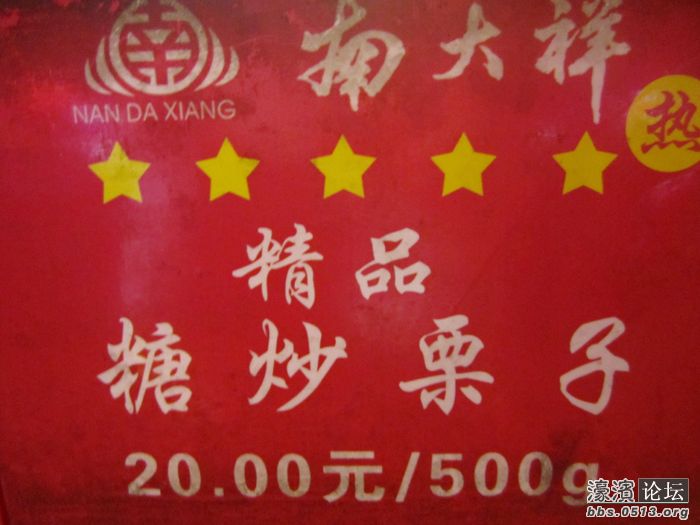 南大祥
NAN DA XIANG
热
精品
糖炒栗子
20.00元/500g
濠滨论坛
bbs.0513.org